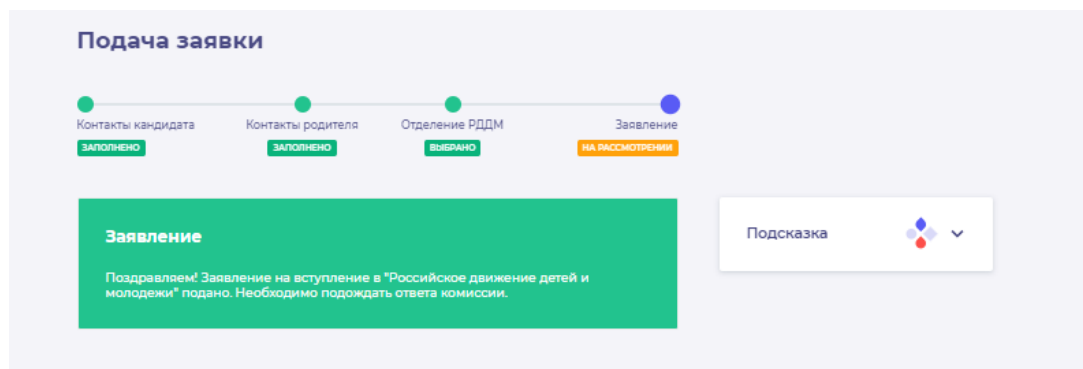 Подача заявки
Контакты кандидата
Контакты родителя
Отделение РДДМ
Заявление
ЗАПОЛНЕНО
ЗАПОЛНЕНО
ВЫБРАНО
НА РАССМОТРЕНИИ
Заявление
Поздравляем! Заявление на вступление в "Российское движение детей и
молодежи" подано. Необходимо подождать ответа комиссии.
Подсказка